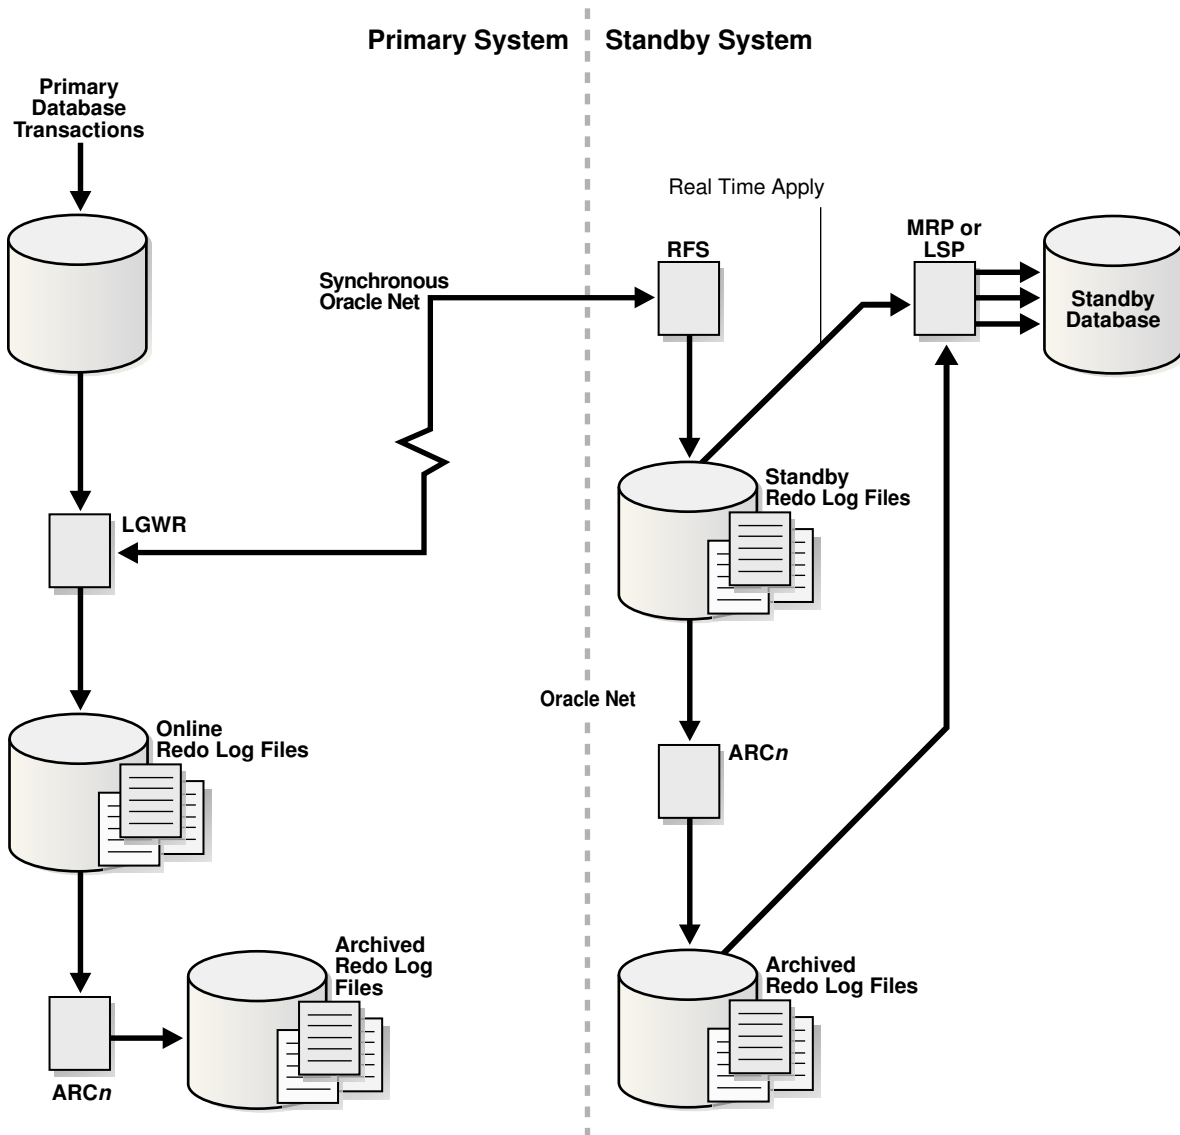 Primary System
Standby System
Primary
Database
Transactions
Real Time Apply
MRP or
LSP
RFS
Synchronous
Oracle Net
Standby
Database
Standby
Redo Log Files
LGWR
Oracle Net
Online
Redo Log Files
ARCn
Archived
Redo Log
Files
Archived
Redo Log Files
ARCn